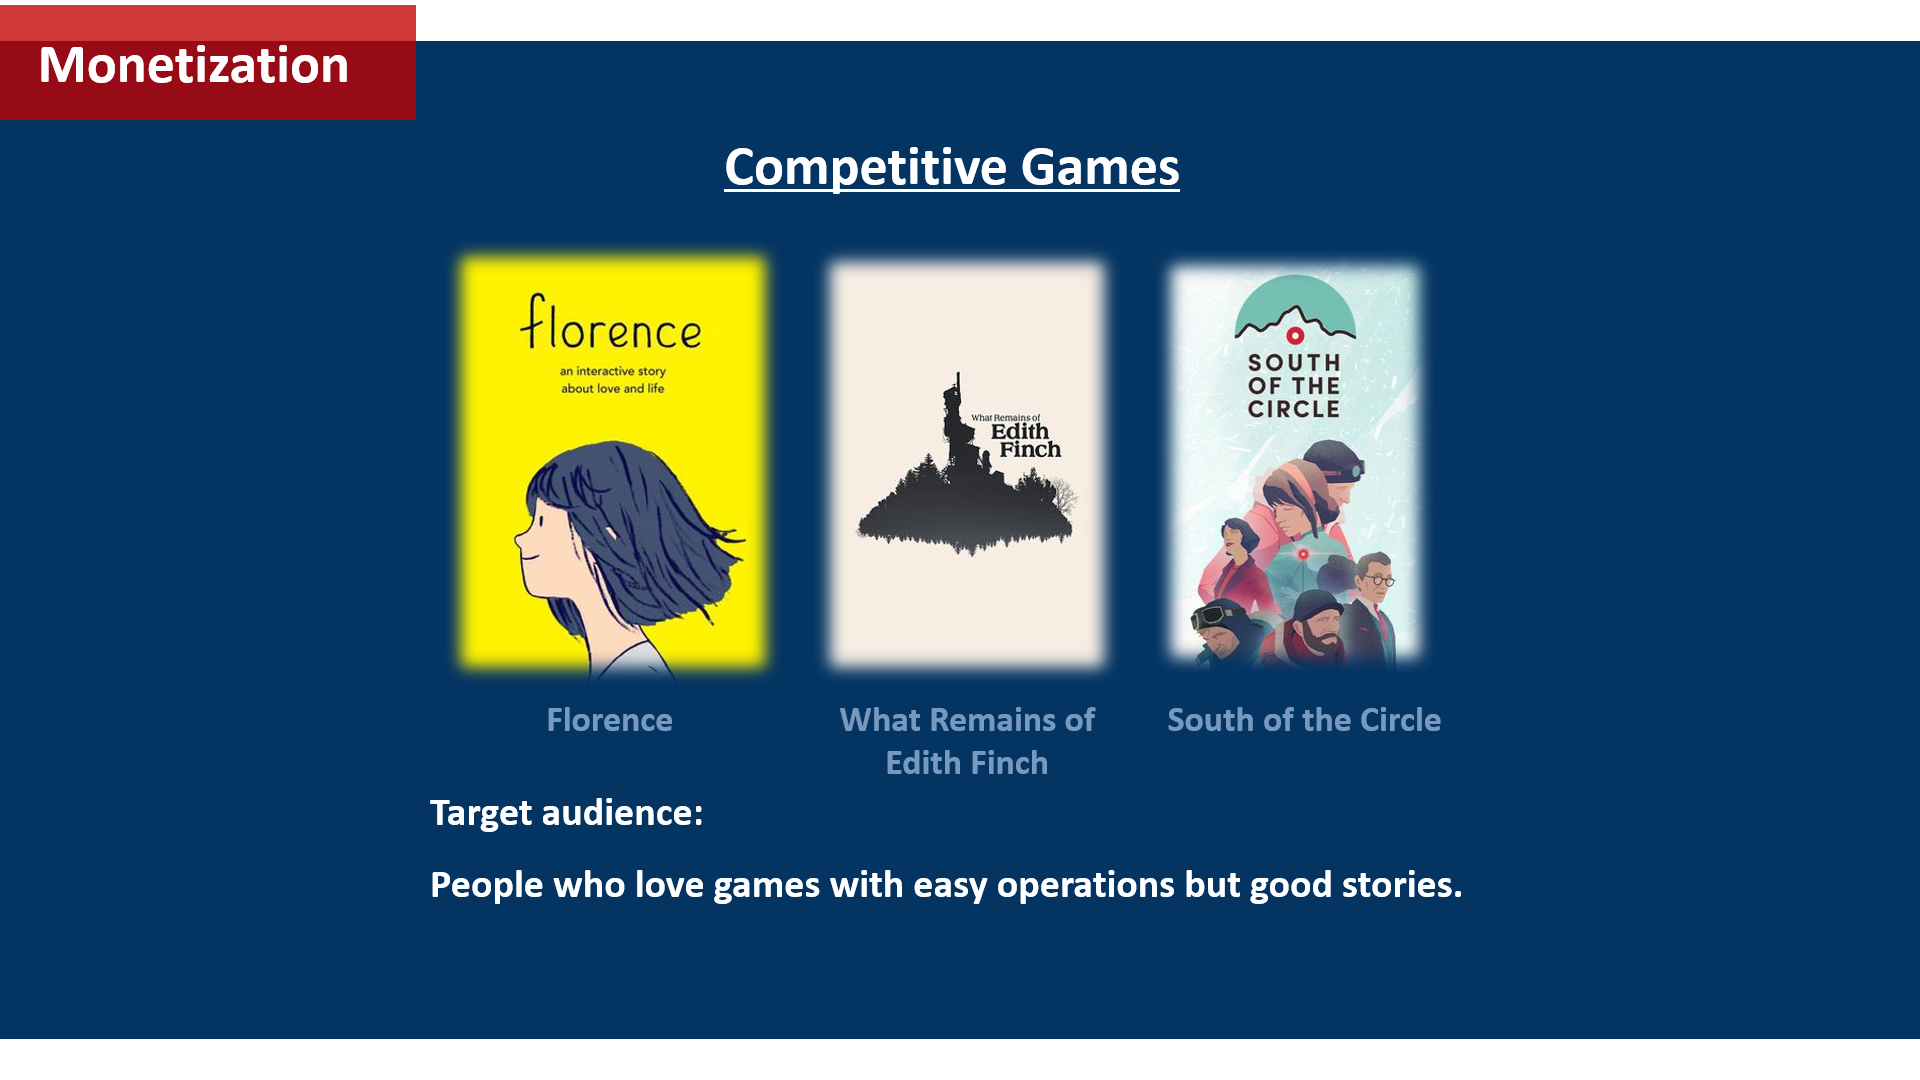 Monetization
Competitive Games
florence
an interactive story
about love and life
What Remains of
Edith
Finch
SOUTH
OF THE
CIRCLE
Florence
What Remains of
Edith Finch
South of the Circle
Target audience:
People who love games with easy operations but good stories.